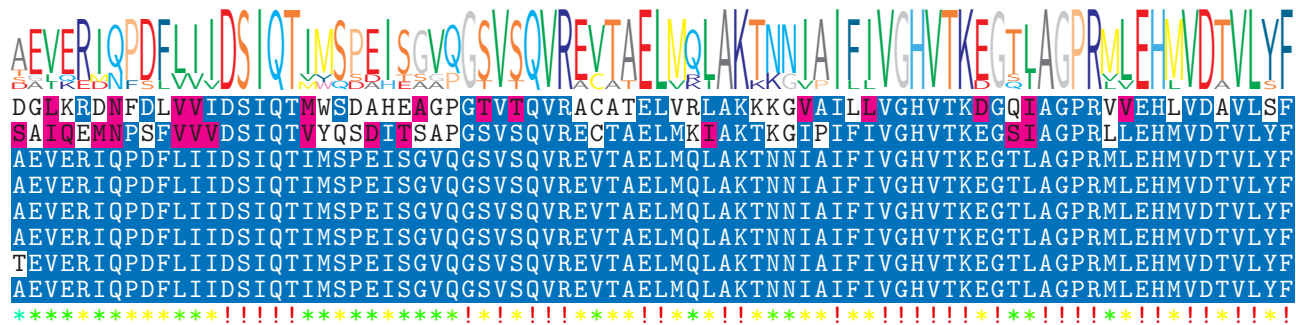 AEVERIQPDFLIIDSIQTIMSPEISGVQGSVSQVREVTAELMQLAKTNNIAIFIVGHVTKEGTLAGPRMLEHMVDTVLYF
DGLKRDNFDLVVIDSIQTMWSDAHEAGPGTVTQVRACATELVRLAKKKGVAILLVGHVTKDGQIAGPRVVEHLVDAVLSF
SAIQEMNPSFVVVDSIQTVYQSDITSAPGSVSQVRECTAELMKIAKTKGIPIFIVGHVTKEGSIAGPRLLEHMVDTVLYF
AEVERIQPDFLIIDSIQTIMSPEISGVQGSVSQVREVTAELMQLAKTNNIAIFIVGHVTKEGTLAGPRMLEHMVDTVLYF
AEVERIQPDFLIIDSIQTIMSPEISGVQGSVSQVREVTAELMQLAKTNNIAIFIVGHVTKEGTLAGPRMLEHMVDTVLYF
AEVERIQPDFLIIDSIQTIMSPEISGVQGSVSQVREVTAELMQLAKTNNIAIFIVGHVTKEGTLAGPRMLEHMVDTVLYF
AEVERIQPDFLIIDSIQTIMSPEISGVQGSVSQVREVTAELMQLAKTNNIAIFIVGHVTKEGTLAGPRMLEHMVDTVLYF
TEVERIQPDFLIIDSIQTIMSPEISGVQGSVSQVREVTAELMQLAKTNNIAIFIVGHVTKEGTLAGPRMLEHMVDTVLYF
AEVERIQPDFLIIDSIQTIMSPEISGVQGSVSQVREVTAELMQLAKTNNIAIFIVGHVTKEGTLAGPRMLEHMVDTVLYF
*************!!!!!**********!*!*!!!****!!***!!*****!**!!!!!!*!**!!!!**!!*!!*!!*!